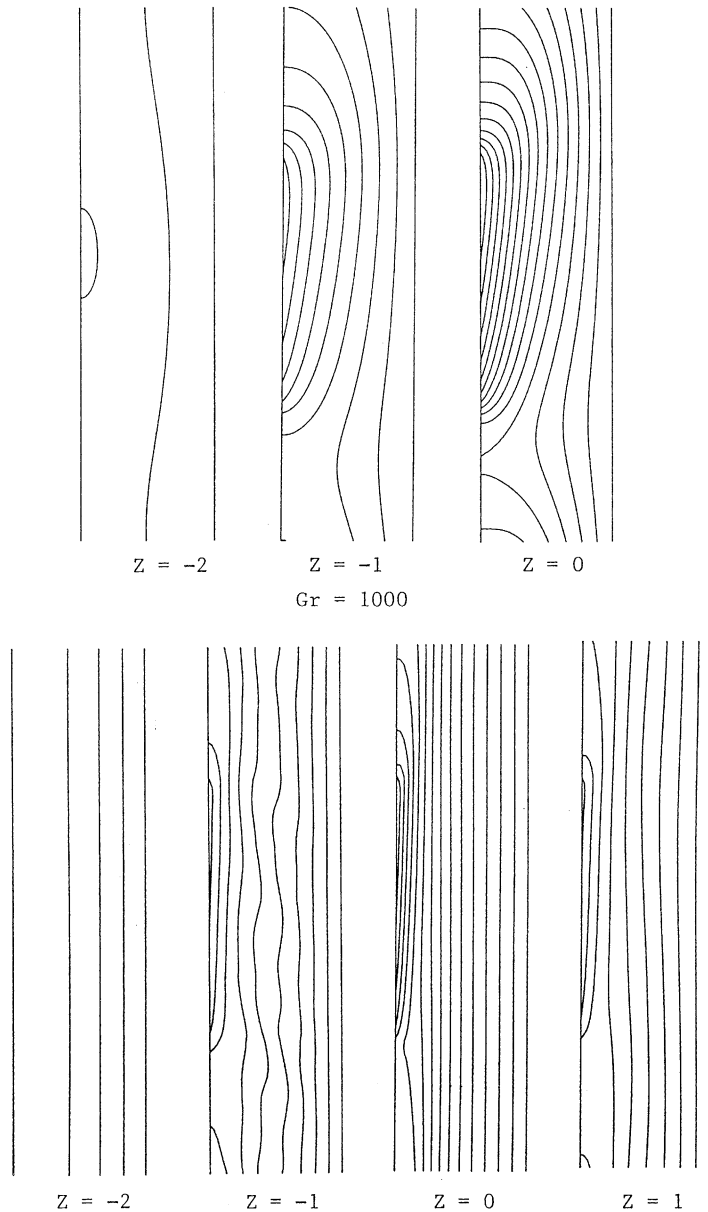 Z = -2 Z = -1 Z = 0
Gr = 1000
Z = -2 Z = -1 Z = 0 Z = 1